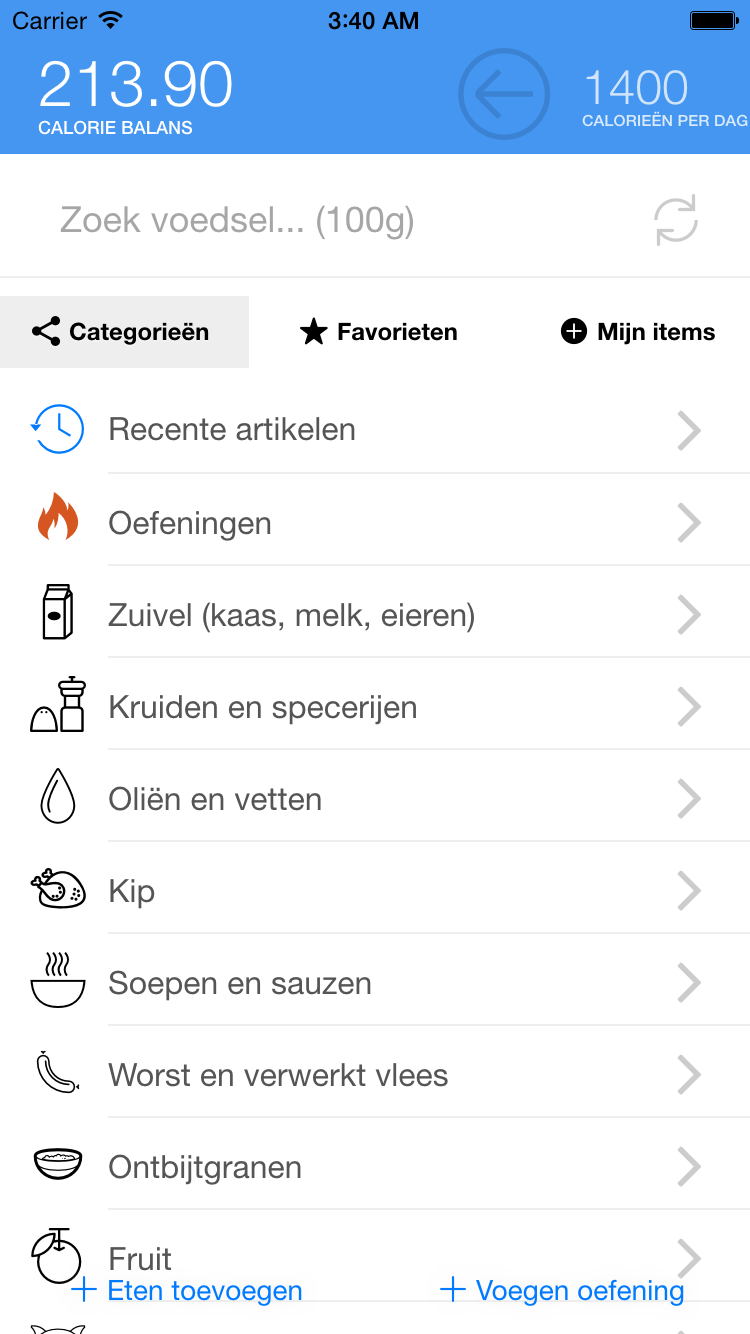 Carrier 3:40 AM
213.90
CALORIE BALANS
1400
CALORIEËN PER DAG
Zoek voedsel... (100g)
Categorieën Favorieten Mijn items
Recente artikelen
Oefeningen
Zuivel (kaas, melk, eieren)
Kruiden en specerijen
Oliën en vetten
Kip
Soepen en sauzen
Worst en verwerkt vlees
Ontbijtgranen
Fruit
Eten toevoegen Voegen oefening